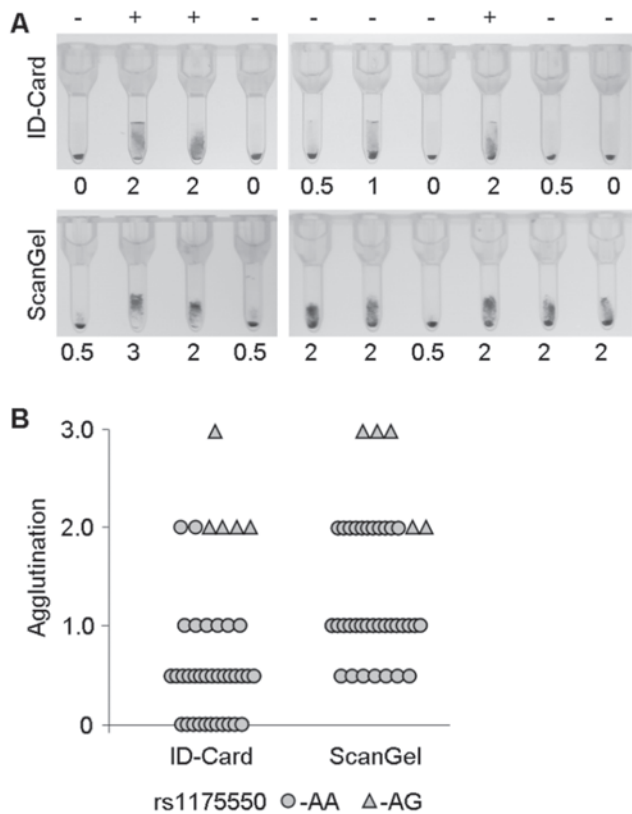 A - + + - - - - + - -
ID-Card
0 2 2 0 0.5 1 0 2 0.5 0
ScanGel
0.5 3 2 0.5 2 2 0.5 2 2 2
B
3.0
2.0
1.0
0
Agglutination
ID-Card ScanGel
rs1175550 -AA -AG